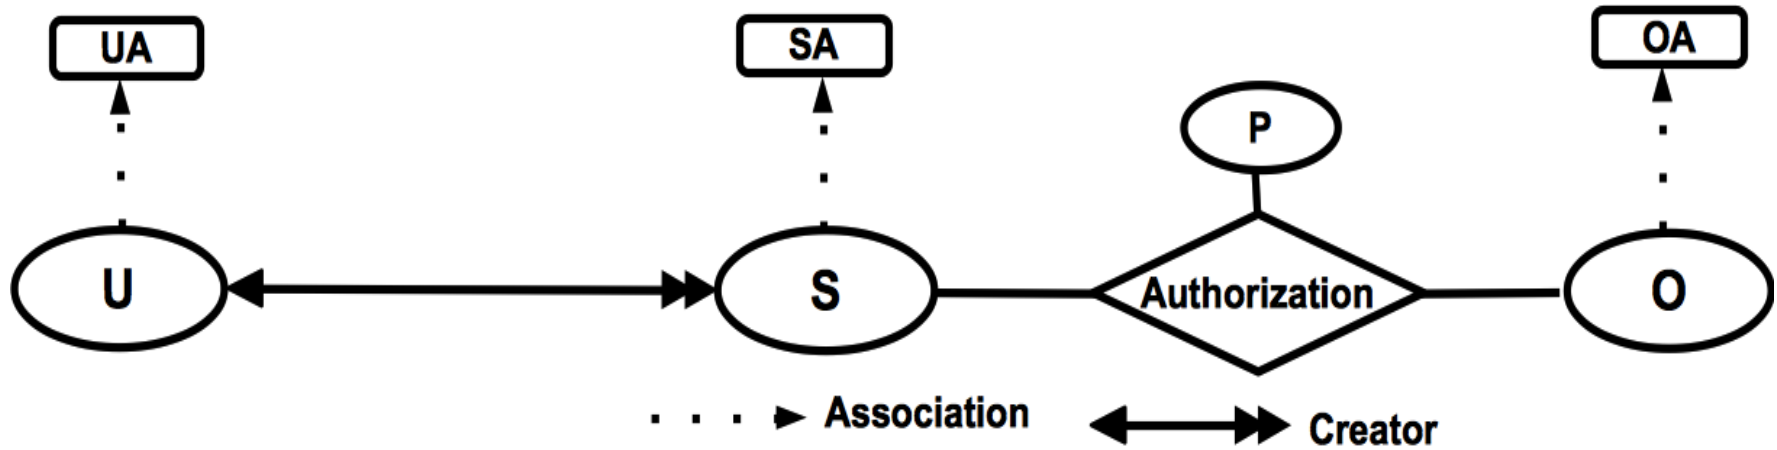 UA
SA
OA
P
U
S
Authorization
O
Association
Creator